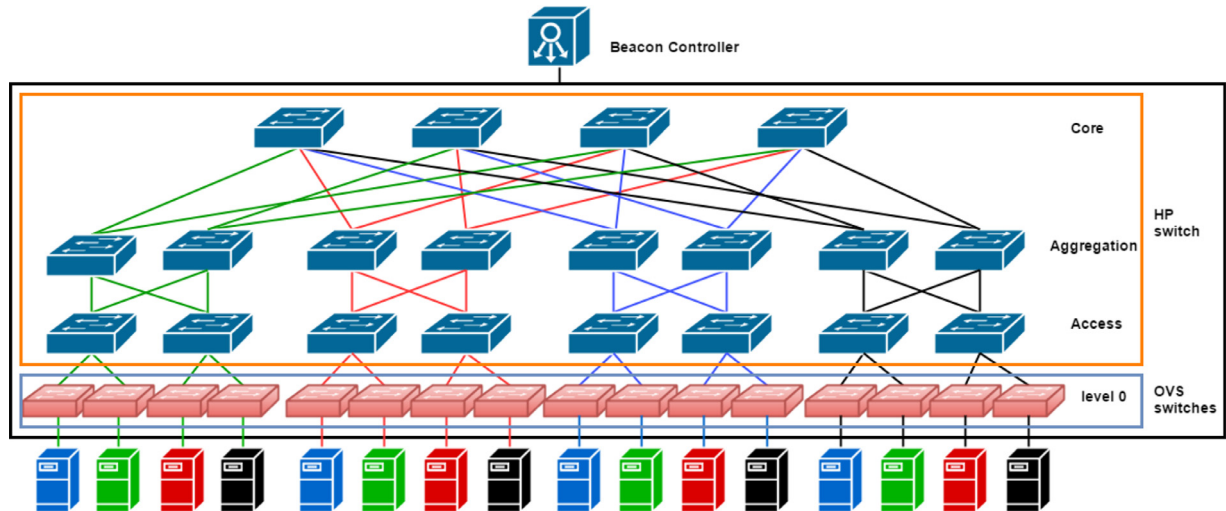 Beacon Controller
Core
HP
switch
Aggregation
Access
level 0
OVS
switches